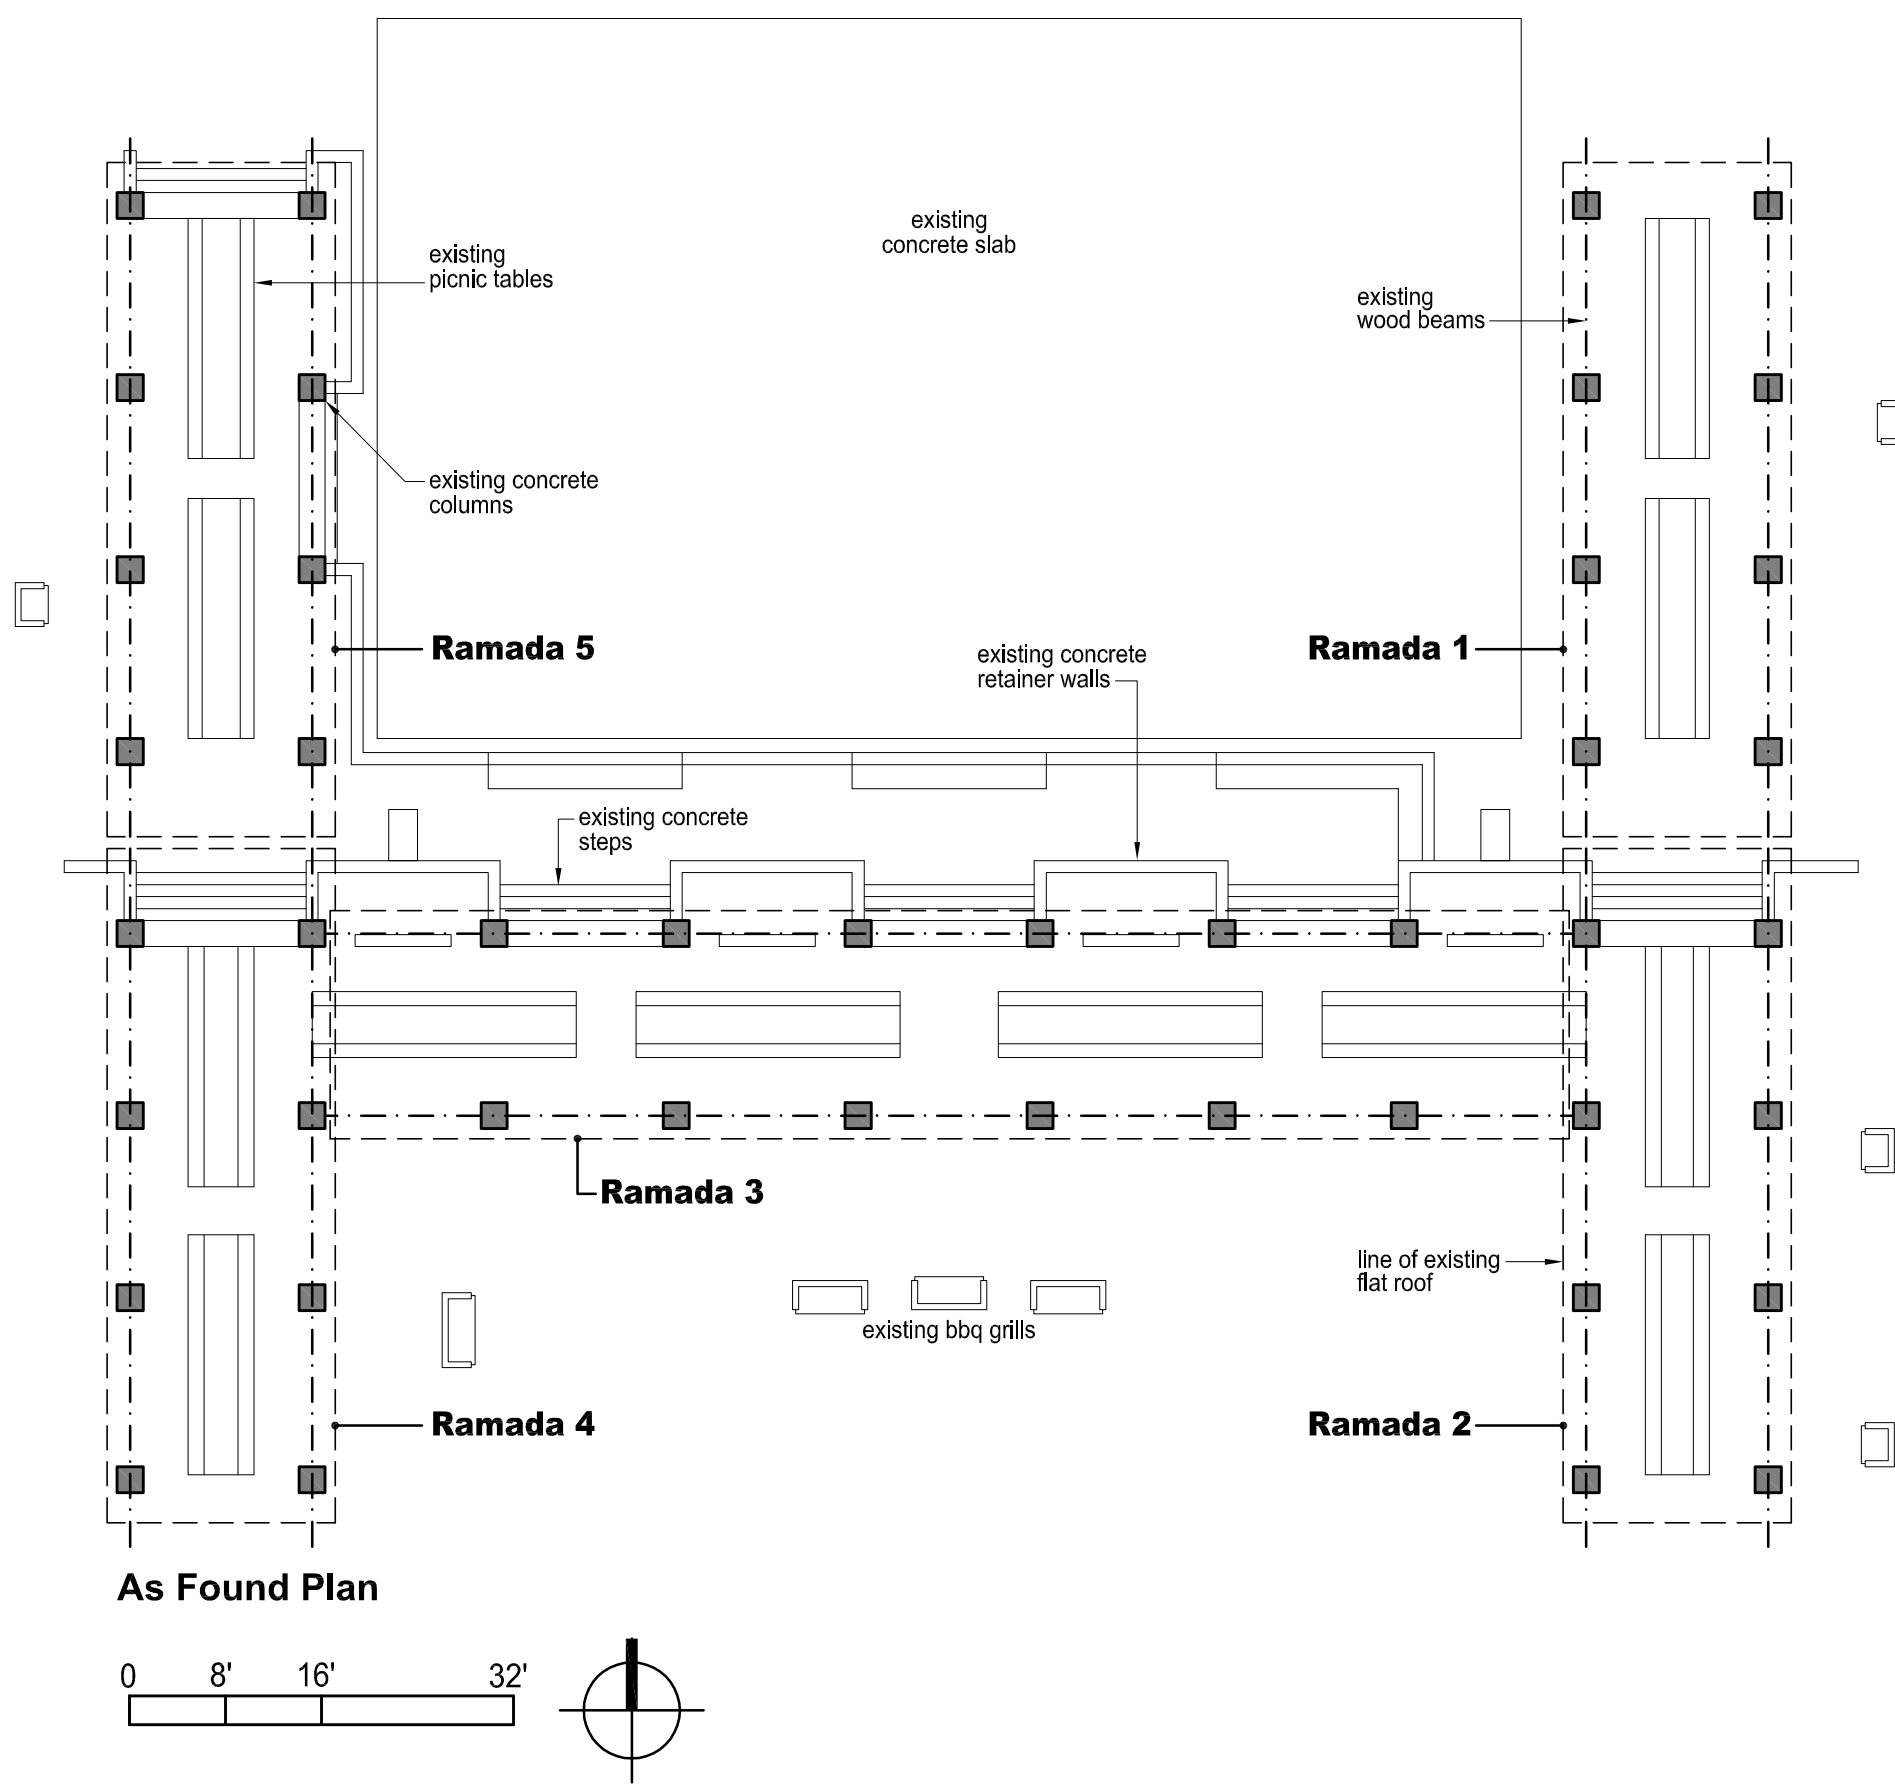 existing
concrete slab
existing
picnic tables
existing
wood beams
existing concrete
columns
Ramada 5
existing concrete
retainer walls
Ramada 1
existing concrete
steps
Ramada 3
line of existing
flat roof
existing bbq grills
Ramada 4
Ramada 2
As Found Plan
0 8' 16' 32'